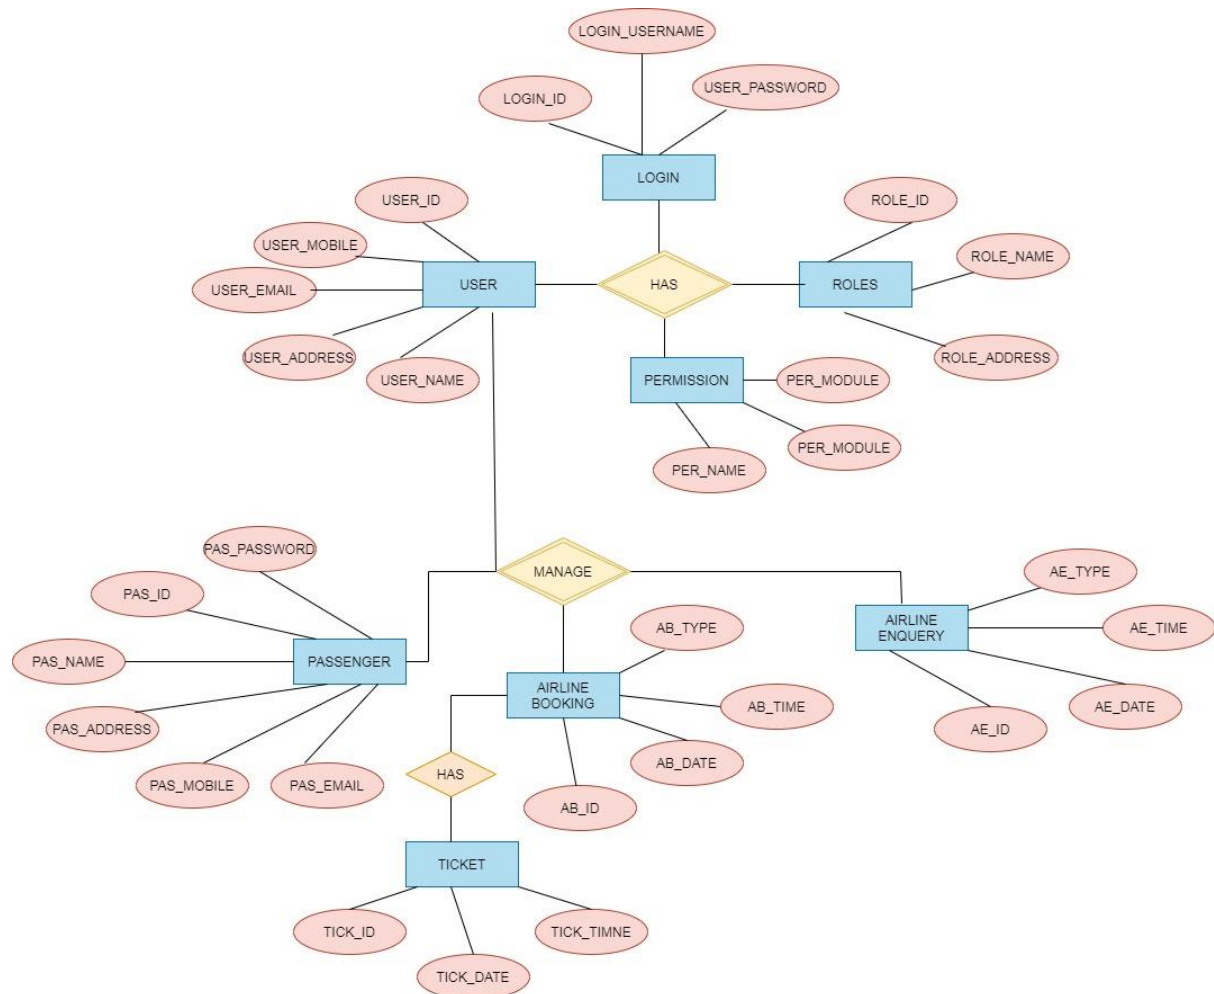 LOGIN_USERNAME
LOGIN_ID
USER_PASSWORD
LOGIN
USER_ID
USER_MOBILE
USER_EMAIL
USER_ADDRESS
USER_NAME
USER
HAS
ROLES
ROLE_ID
ROLE_NAME
ROLE_ADDRESS
PERMISSION
PER_MODULE
PER_MODULE
PER_NAME
MANAGE
PAS_PASSWORD
PAS_ID
PAS_NAME
PAS_ADDRESS
PAS_MOBILE
PAS_EMAIL
PASSENGER
AIRLINE
BOOKING
AB_TYPE
AB_TIME
AB_DATE
AB_ID
AIRLINE
ENQUERY
AE_TYPE
AE_TIME
AE_DATE
AE_ID
HAS
TICKET
TICK_ID
TICK_DATE
TICK_TIMNE